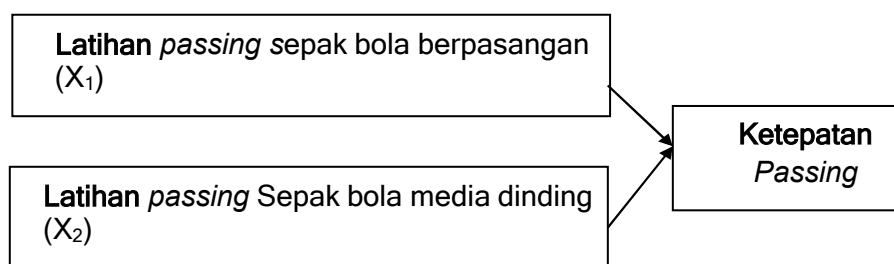 Latihan passing sepak bola berpasangan
(X₁)
Latihan passing Sepak bola media dinding
(X₂)
Ketepatan
Passing